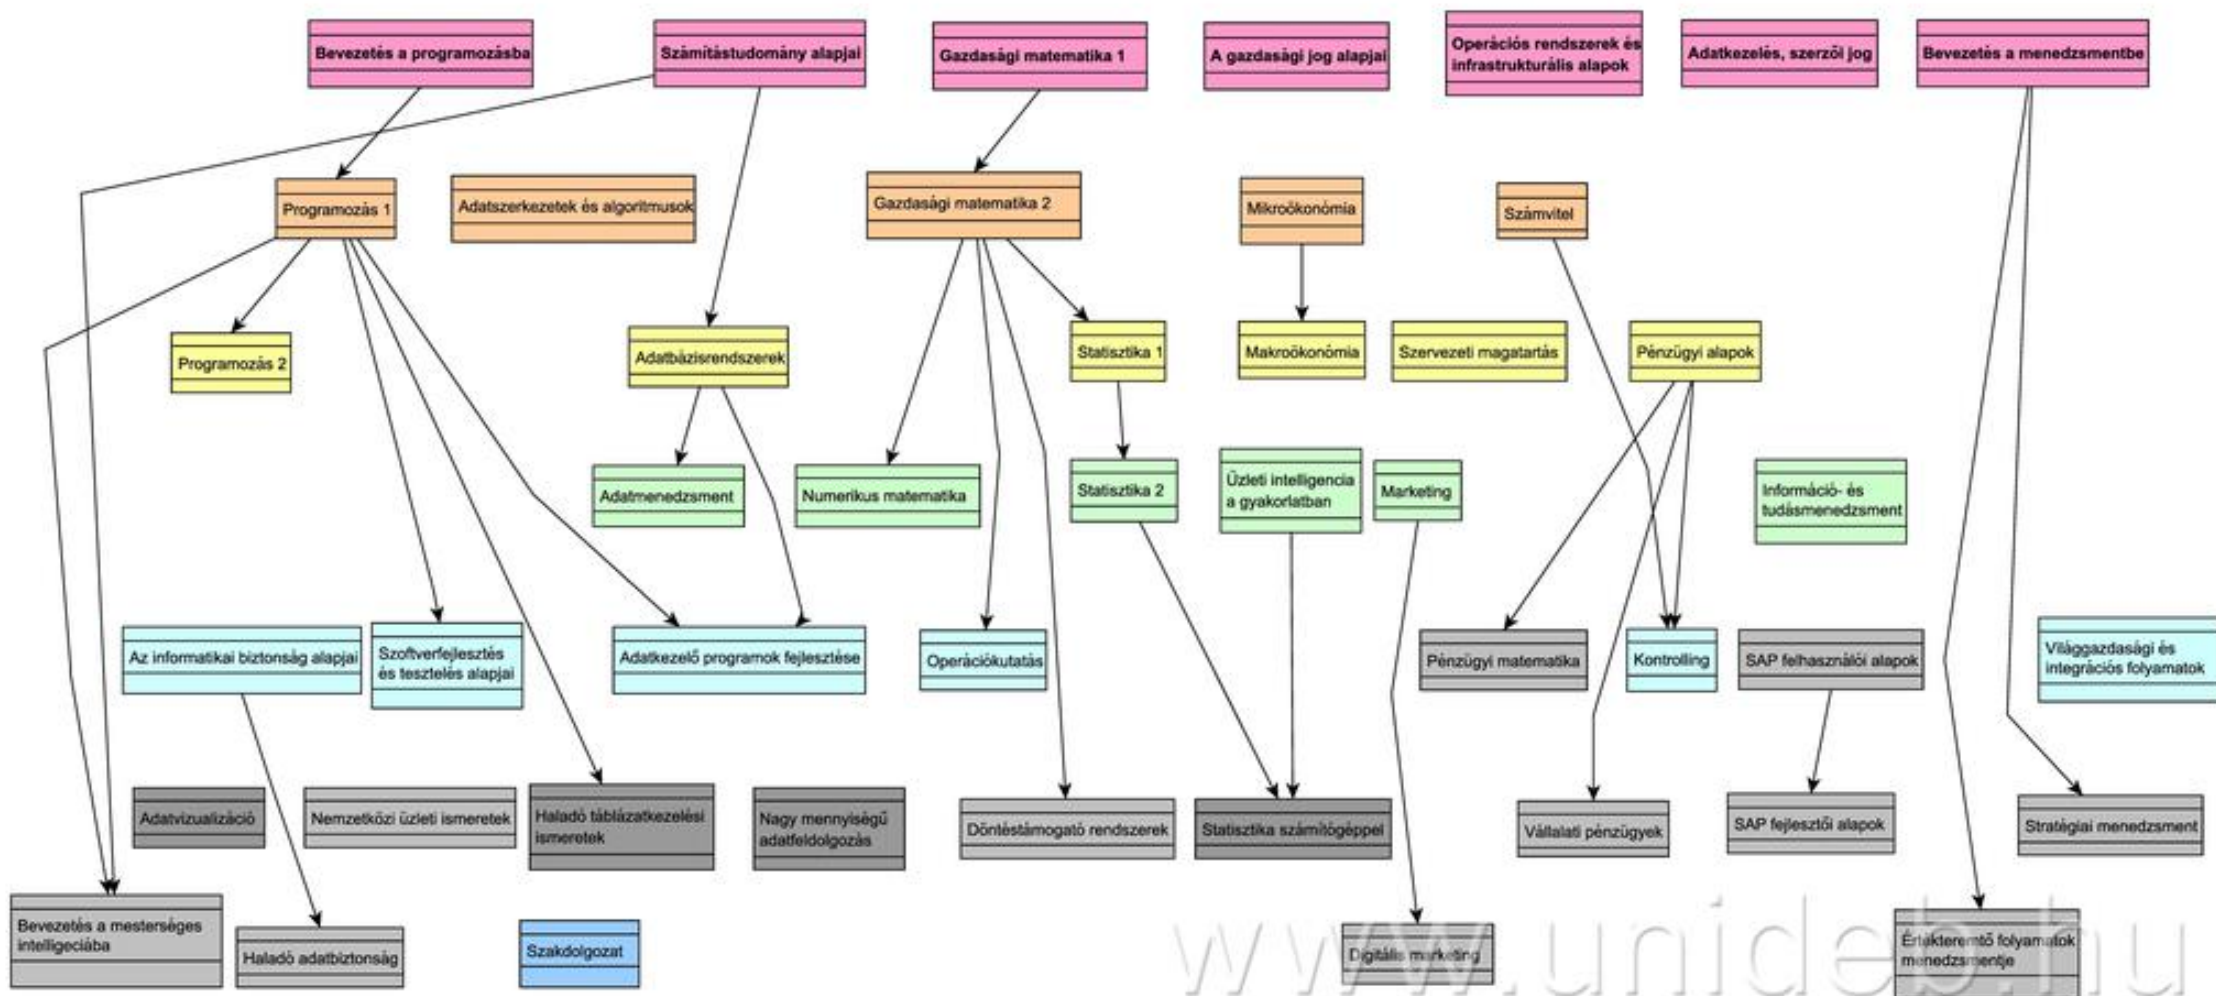 Bevezetés a programozásba
Számítástudomány alapjai
Gazdasági matematika 1
A gazdasági jog alapjai
Operációs rendszerek és
infrastrukturális alapok
Adatkezelés, szerzői jog
Bevezetés a menedzsmentbe
Programozás 1
Adatszerkezetek és algoritmusok
Gazdasági matematika 2
Mikroökonómia
Számvitel
Programozás 2
Adatbázisrendszerek
Statisztika 1
Makroökonómia
Szervezeti magatartás
Pénzügyi alapok
Adatmenedzsment
Numerikus matematika
Statisztika 2
Üzleti intelligencia
a gyakorlatban
Marketing
Információ- és
tudásmenedzsment
Az informatikai biztonság alapjai
Szoftverfejlesztés
és tesztelés alapjai
Adatkezelő programok fejlesztése
Operációkutatás
Pénzügyi matematika
Kontrolling
SAP felhasználói alapok
Világgazdasági és
integrációs folyamatok
Adatvizualizáció
Nemzetközi üzleti ismeretek
Haladó táblázatkezelési
ismeretek
Nagy mennyiségű
adatfeldolgozás
Döntéstámogató rendszerek
Statisztika számítógéppel
Vállalati pénzügyek
SAP fejlesztői alapok
Stratégiai menedzsment
Bevezetés a mesterséges
intelligeciába
Haladó adatbiztonság
Szakdolgozat
Digitális marketing
Értékteremtő folyamatok
menedzsmentje
www.unideb.hu